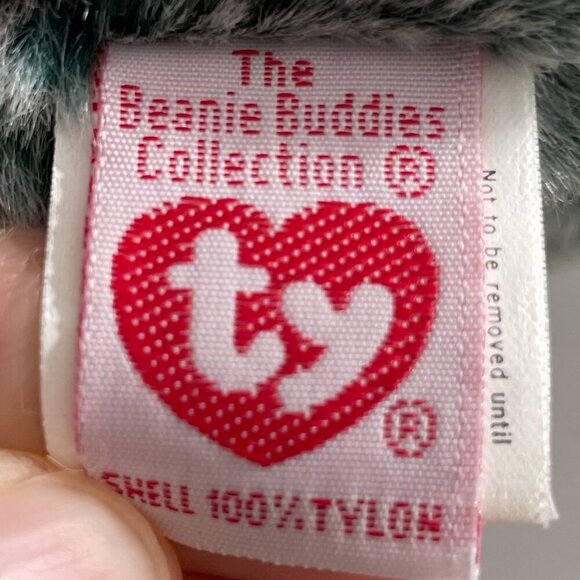 The
Beanie Buddies
Collection ®
ty
®
SHELL 100% TYLON
Not to be removed until